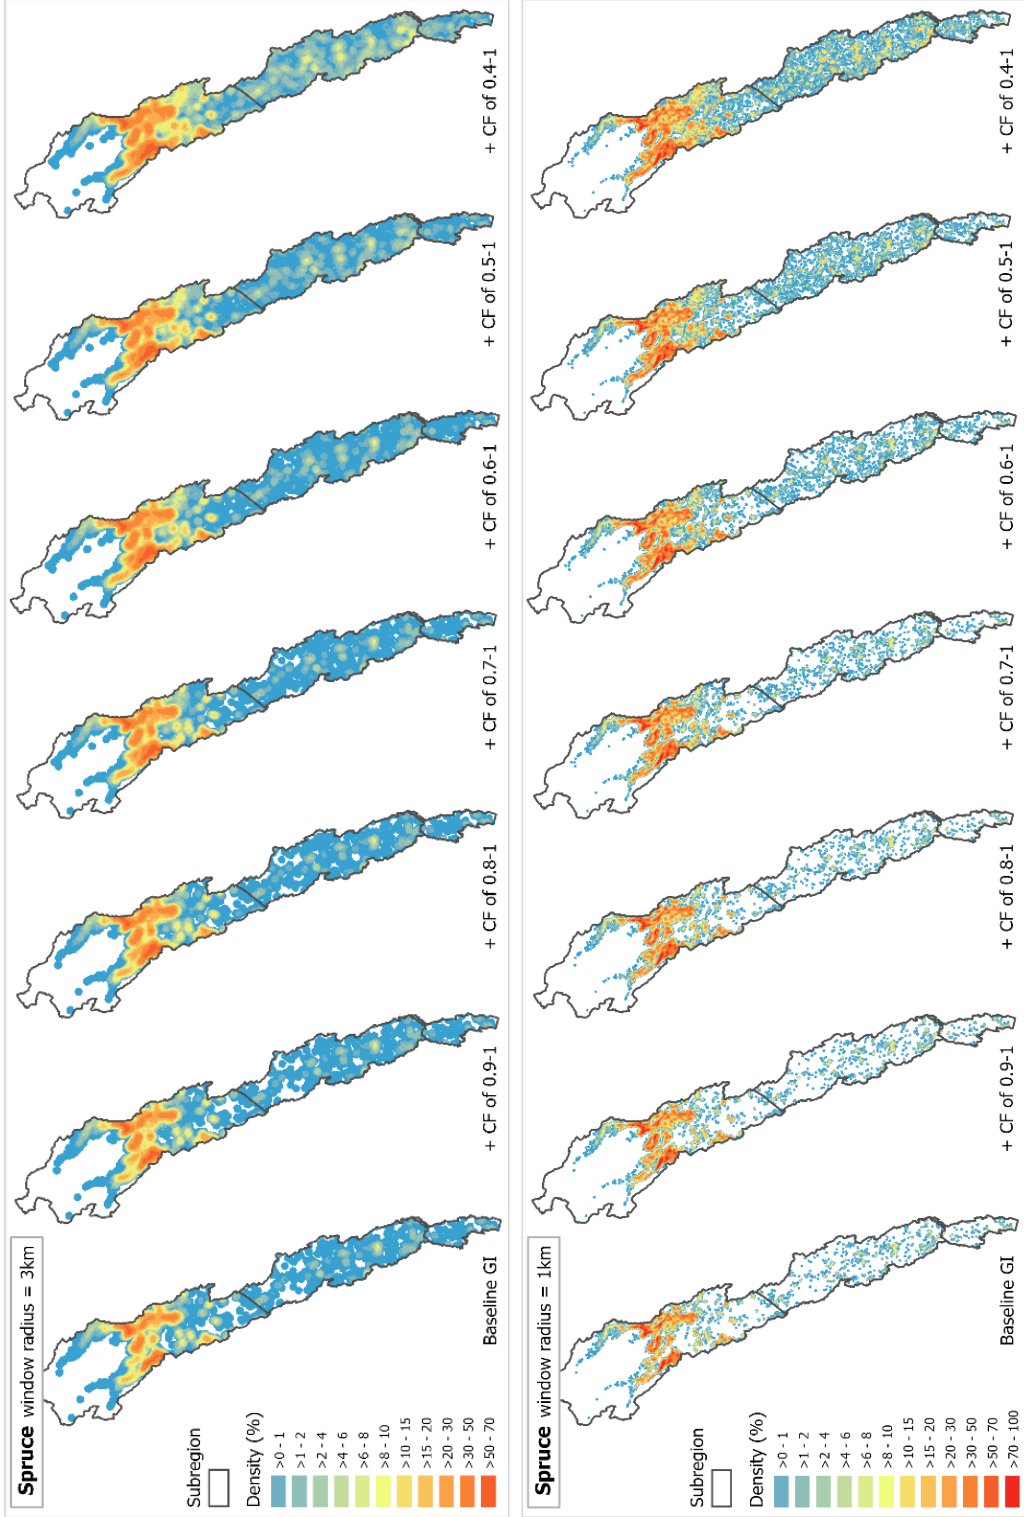 Spruce window radius = 3km
Subregion
Density (%)
>0 - 1
>1 - 2
>2 - 4
>4 - 6
>6 - 8
>8 - 10
>10 - 15
>15 - 20
>20 - 30
>30 - 50
>50 - 70
Baseline GI
+ CF of 0.9-1
+ CF of 0.8-1
+ CF of 0.7-1
+ CF of 0.6-1
+ CF of 0.5-1
+ CF of 0.4-1
Spruce window radius = 1km
Subregion
Density (%)
>0 - 1
>1 - 2
>2 - 4
>4 - 6
>6 - 8
>8 - 10
>10 - 15
>15 - 20
>20 - 30
>30 - 50
>50 - 70
>70 - 100
Baseline GI
+ CF of 0.9-1
+ CF of 0.8-1
+ CF of 0.7-1
+ CF of 0.6-1
+ CF of 0.5-1
+ CF of 0.4-1